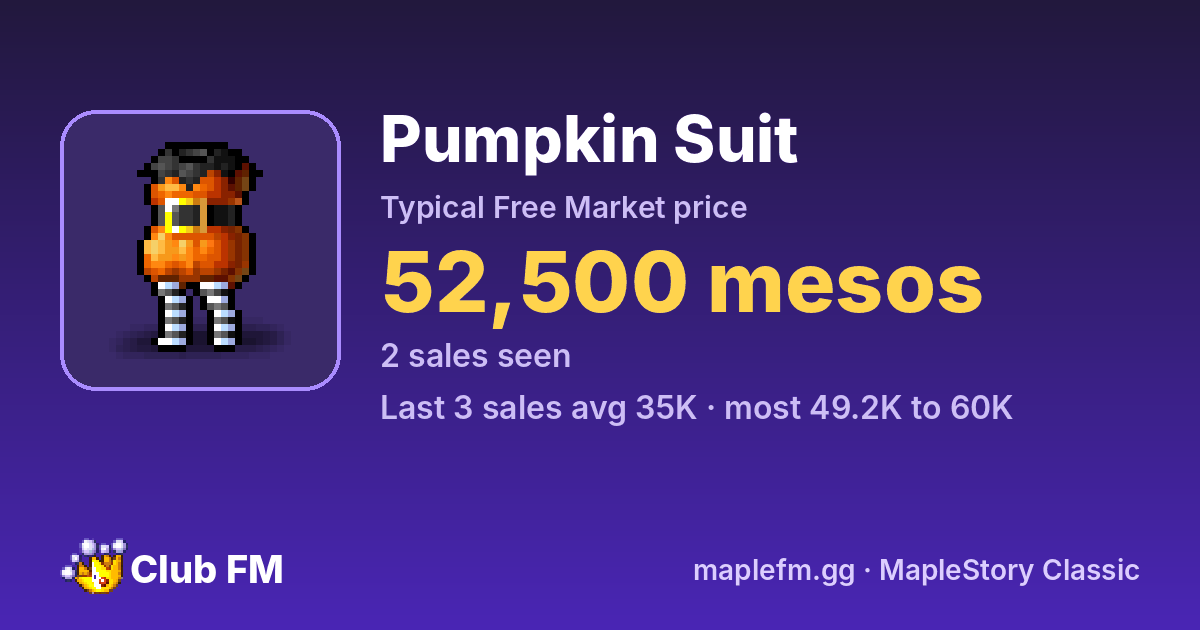 Pumpkin Suit
Typical Free Market price
52,500 mesos
2 sales seen
Last 3 sales avg 35K · most 49.2K to 60K
Club FM
maplefm.gg · MapleStory Classic